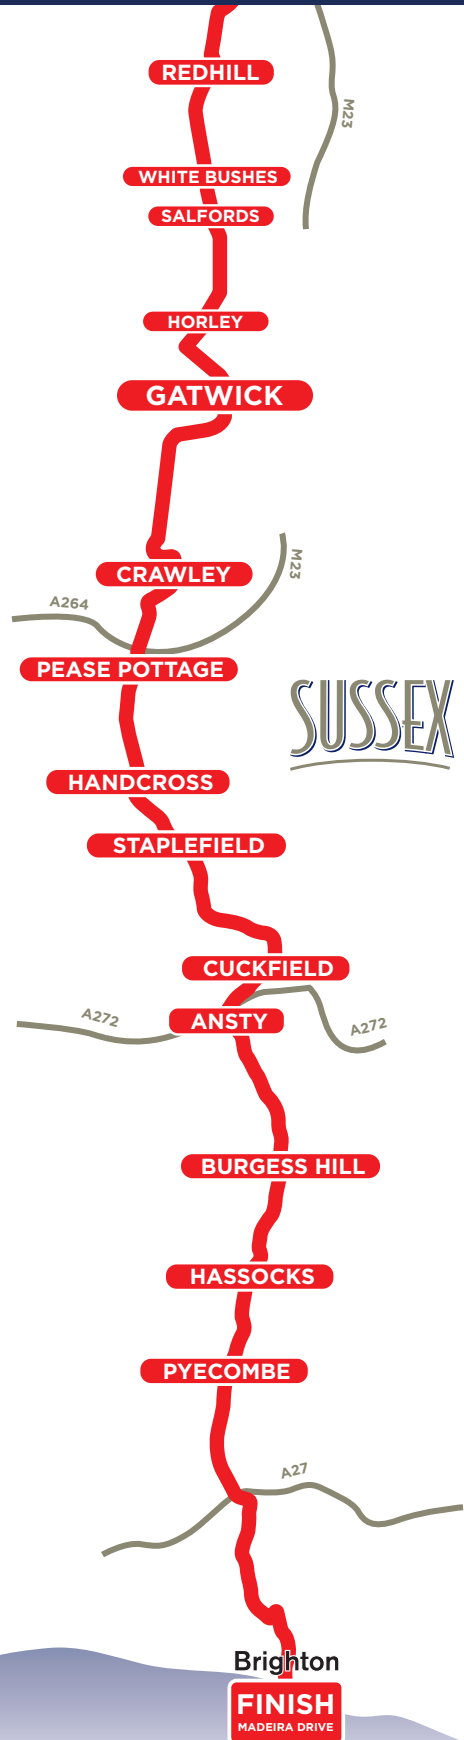 REDHILL
M23
WHITE BUSHES
SALFORDS
HORLEY
GATWICK
M23
CRAWLEY
A264
PEASE POTTAGE
SUSSEX
HANDCROSS
STAPLEFIELD
CUCKFIELD
A272
ANSTY
A272
BURGESS HILL
HASSOCKS
PYECOMBE
A27
Brighton
FINISH
MADEIRA DRIVE